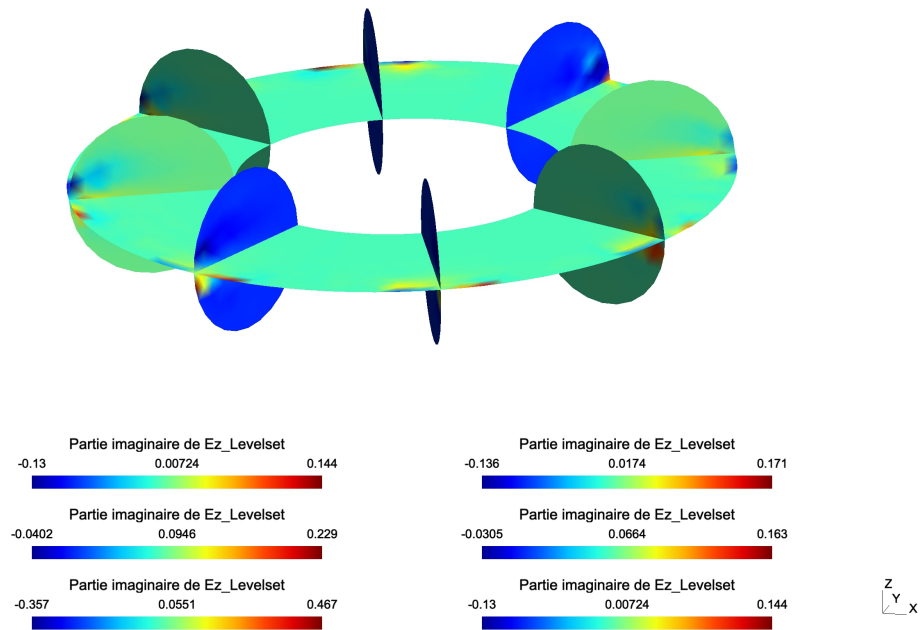 Partie imaginaire de Ez_Levelset
-0.13 0.00724 0.144
Partie imaginaire de Ez_Levelset
-0.136 0.0174 0.171
Partie imaginaire de Ez_Levelset
-0.0402 0.0946 0.229
Partie imaginaire de Ez_Levelset
-0.0305 0.0664 0.163
Partie imaginaire de Ez_Levelset
-0.357 0.0551 0.467
Partie imaginaire de Ez_Levelset
-0.13 0.00724 0.144
Z
Y
X